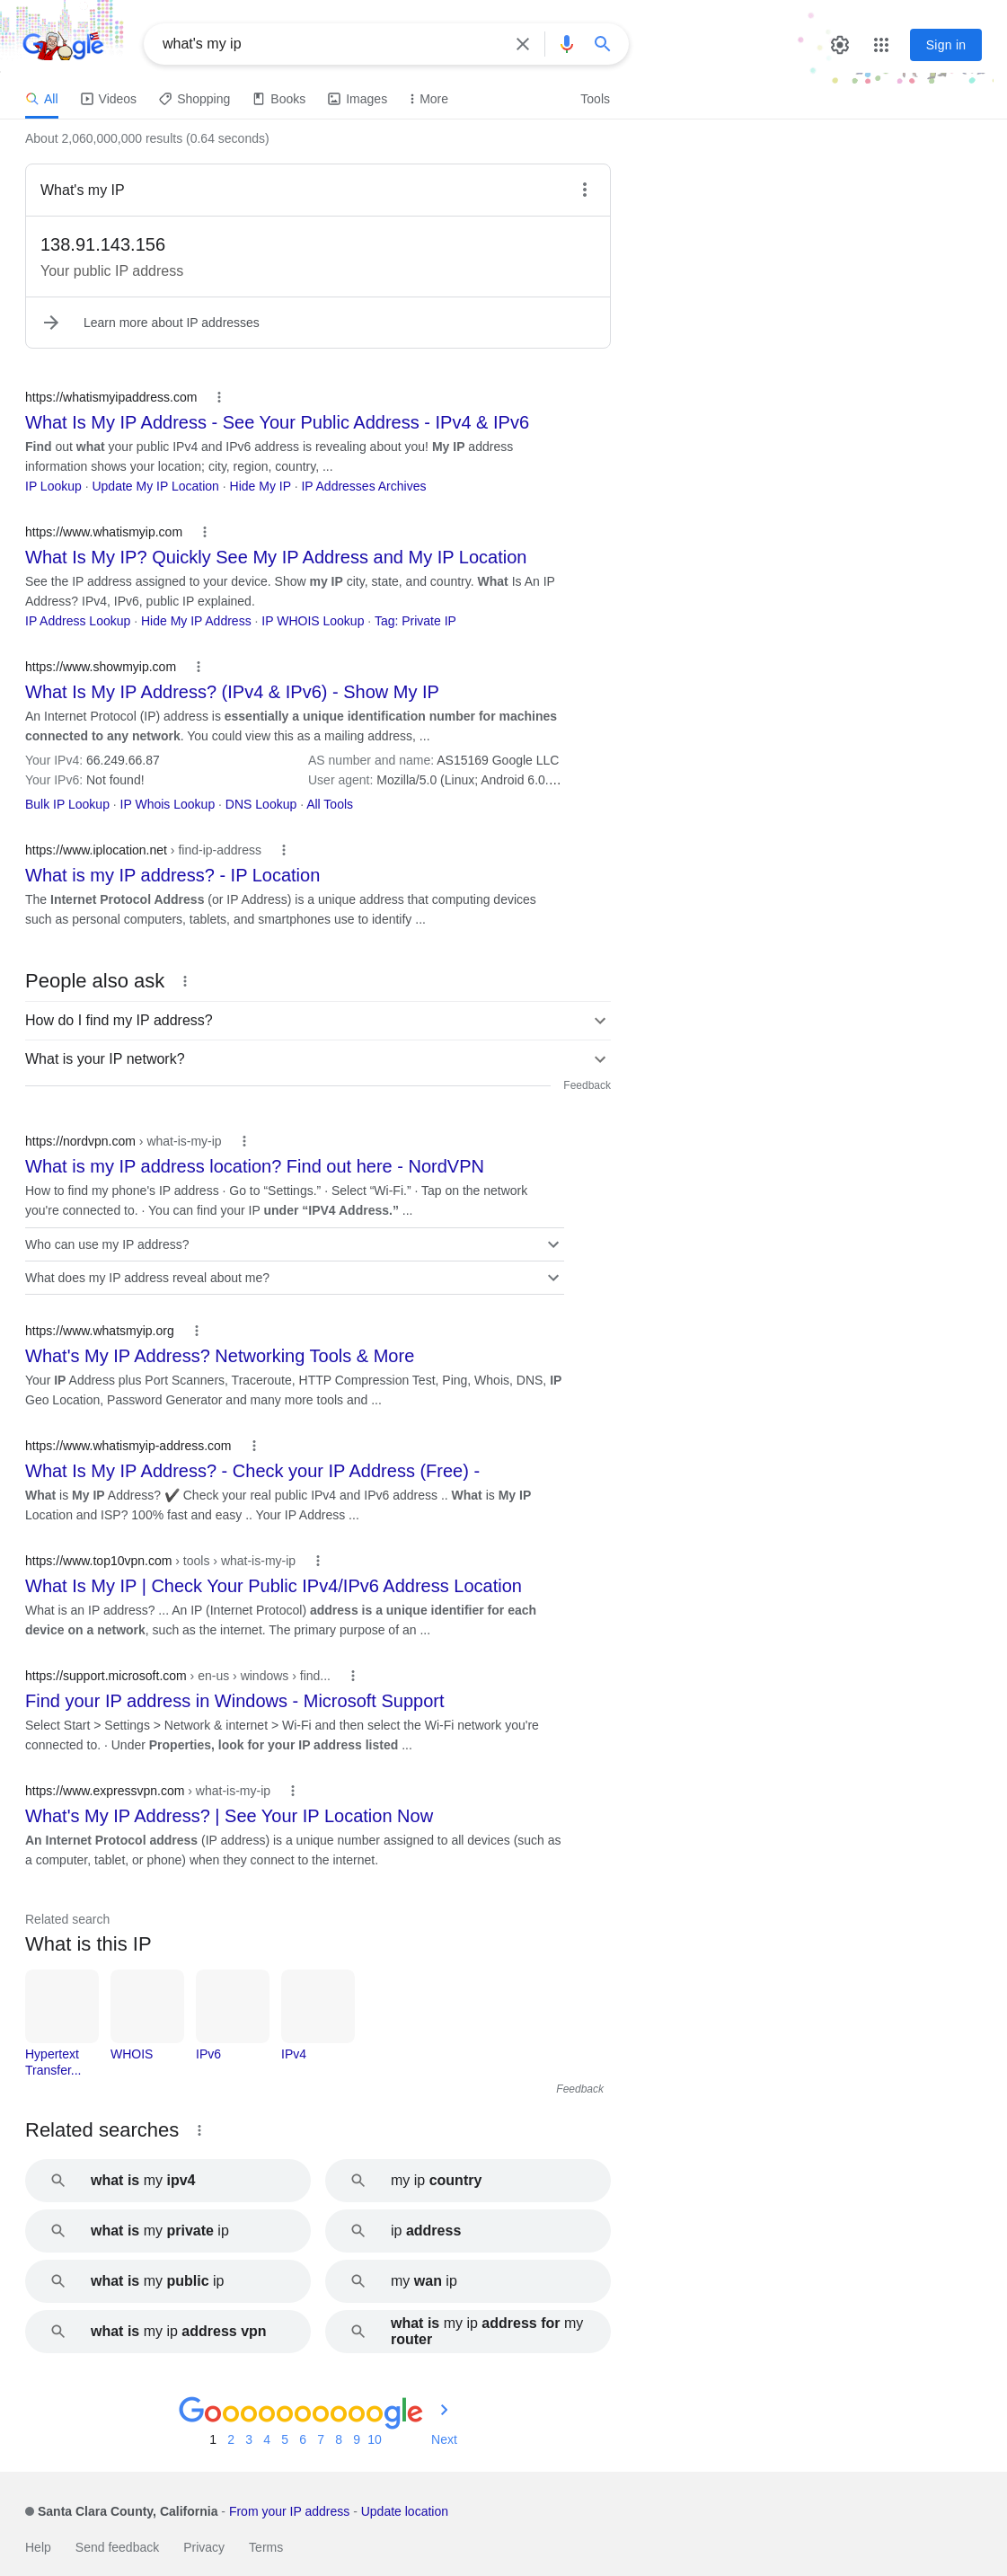 Google
what's my ip
Sign in
All Videos Shopping Books Images More Tools
About 2,060,000,000 results (0.64 seconds)
What's my IP
138.91.143.156
Your public IP address
Learn more about IP addresses
https://whatismyipaddress.com
What Is My IP Address - See Your Public Address - IPv4 & IPv6
Find out what your public IPv4 and IPv6 address is revealing about you! My IP address
information shows your location; city, region, country, ...
IP Lookup · Update My IP Location · Hide My IP · IP Addresses Archives
https://www.whatismyip.com
What Is My IP? Quickly See My IP Address and My IP Location
See the IP address assigned to your device. Show my IP city, state, and country. What Is An IP
Address? IPv4, IPv6, public IP explained.
IP Address Lookup · Hide My IP Address · IP WHOIS Lookup · Tag: Private IP
https://www.showmyip.com
What Is My IP Address? (IPv4 & IPv6) - Show My IP
An Internet Protocol (IP) address is essentially a unique identification number for machines
connected to any network. You could view this as a mailing address, ...
Your IPv4: 66.249.66.87 AS number and name: AS15169 Google LLC
Your IPv6: Not found! User agent: Mozilla/5.0 (Linux; Android 6.0....
Bulk IP Lookup · IP Whois Lookup · DNS Lookup · All Tools
https://www.iplocation.net › find-ip-address
What is my IP address? - IP Location
The Internet Protocol Address (or IP Address) is a unique address that computing devices
such as personal computers, tablets, and smartphones use to identify ...
People also ask
How do I find my IP address?
What is your IP network?
Feedback
https://nordvpn.com › what-is-my-ip
What is my IP address location? Find out here - NordVPN
How to find my phone's IP address · Go to “Settings.” · Select “Wi-Fi.” · Tap on the network
you're connected to. · You can find your IP under “IPV4 Address.” ...
Who can use my IP address?
What does my IP address reveal about me?
https://www.whatsmyip.org
What's My IP Address? Networking Tools & More
Your IP Address plus Port Scanners, Traceroute, HTTP Compression Test, Ping, Whois, DNS, IP
Geo Location, Password Generator and many more tools and ...
https://www.whatismyip-address.com
What Is My IP Address? - Check your IP Address (Free) -
What is My IP Address? ✔ Check your real public IPv4 and IPv6 address .. What is My IP
Location and ISP? 100% fast and easy .. Your IP Address ...
https://www.top10vpn.com › tools › what-is-my-ip
What Is My IP | Check Your Public IPv4/IPv6 Address Location
What is an IP address? ... An IP (Internet Protocol) address is a unique identifier for each
device on a network, such as the internet. The primary purpose of an ...
https://support.microsoft.com › en-us › windows › find...
Find your IP address in Windows - Microsoft Support
Select Start > Settings > Network & internet > Wi-Fi and then select the Wi-Fi network you're
connected to. · Under Properties, look for your IP address listed ...
https://www.expressvpn.com › what-is-my-ip
What's My IP Address? | See Your IP Location Now
An Internet Protocol address (IP address) is a unique number assigned to all devices (such as
a computer, tablet, or phone) when they connect to the internet.
Related search
What is this IP
Hypertext WHOIS IPv6 IPv4
Transfer...
Feedback
Related searches
what is my ipv4
my ip country
what is my private ip
ip address
what is my public ip
my wan ip
what is my ip address vpn
what is my ip address for my
router
Goooooooooogle
1 2 3 4 5 6 7 8 9 10 Next
Santa Clara County, California - From your IP address - Update location
Help Send feedback Privacy Terms